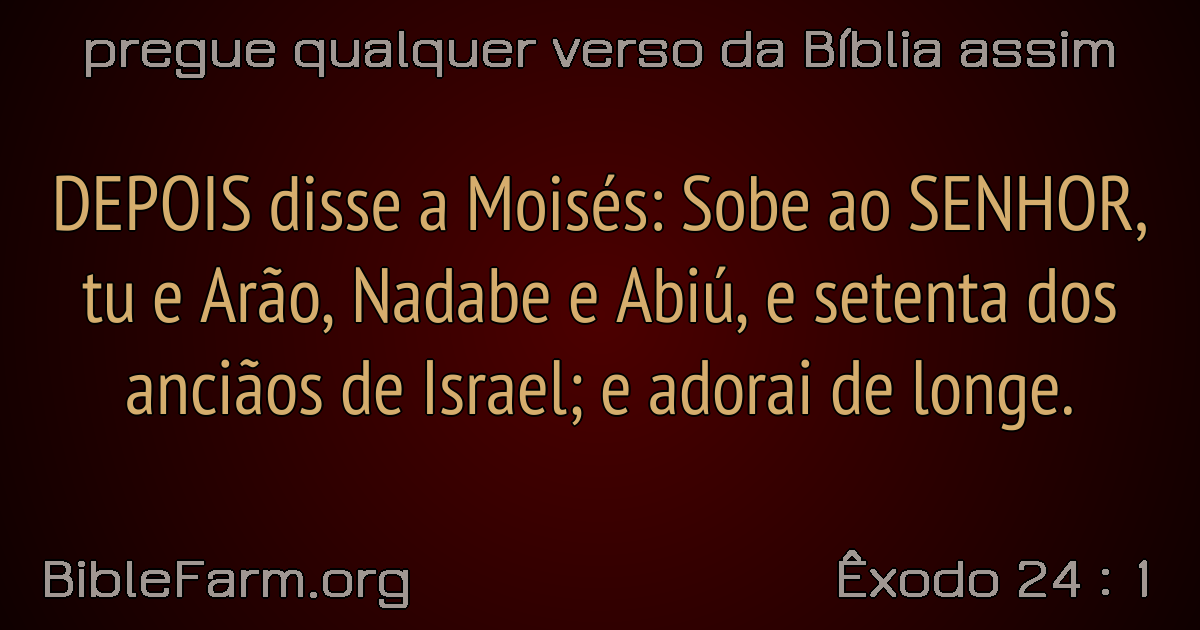 pregue qualquer verso da Bíblia assim
DEPOIS disse a Moisés: Sobe ao SENHOR,
tu e Arão, Nadabe e Abiú, e setenta dos
anciãos de Israel; e adorai de longe.
BibleFarm.org
Êxodo 24 : 1